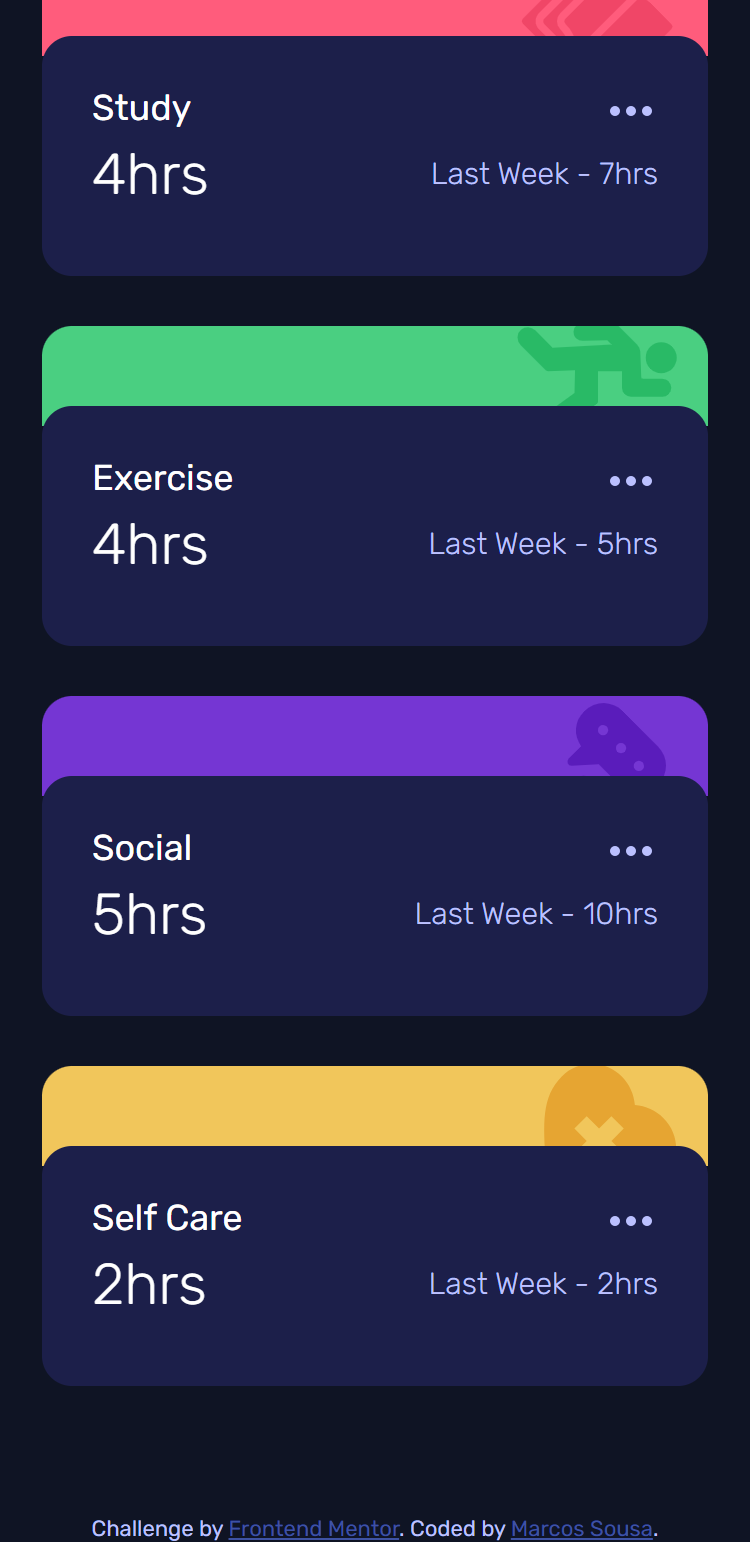 Study
4hrs
Last Week - 7hrs
Exercise
4hrs
Last Week - 5hrs
Social
5hrs
Last Week - 10hrs
Self Care
2hrs
Last Week - 2hrs
Challenge by Frontend Mentor. Coded by Marcos Sousa.